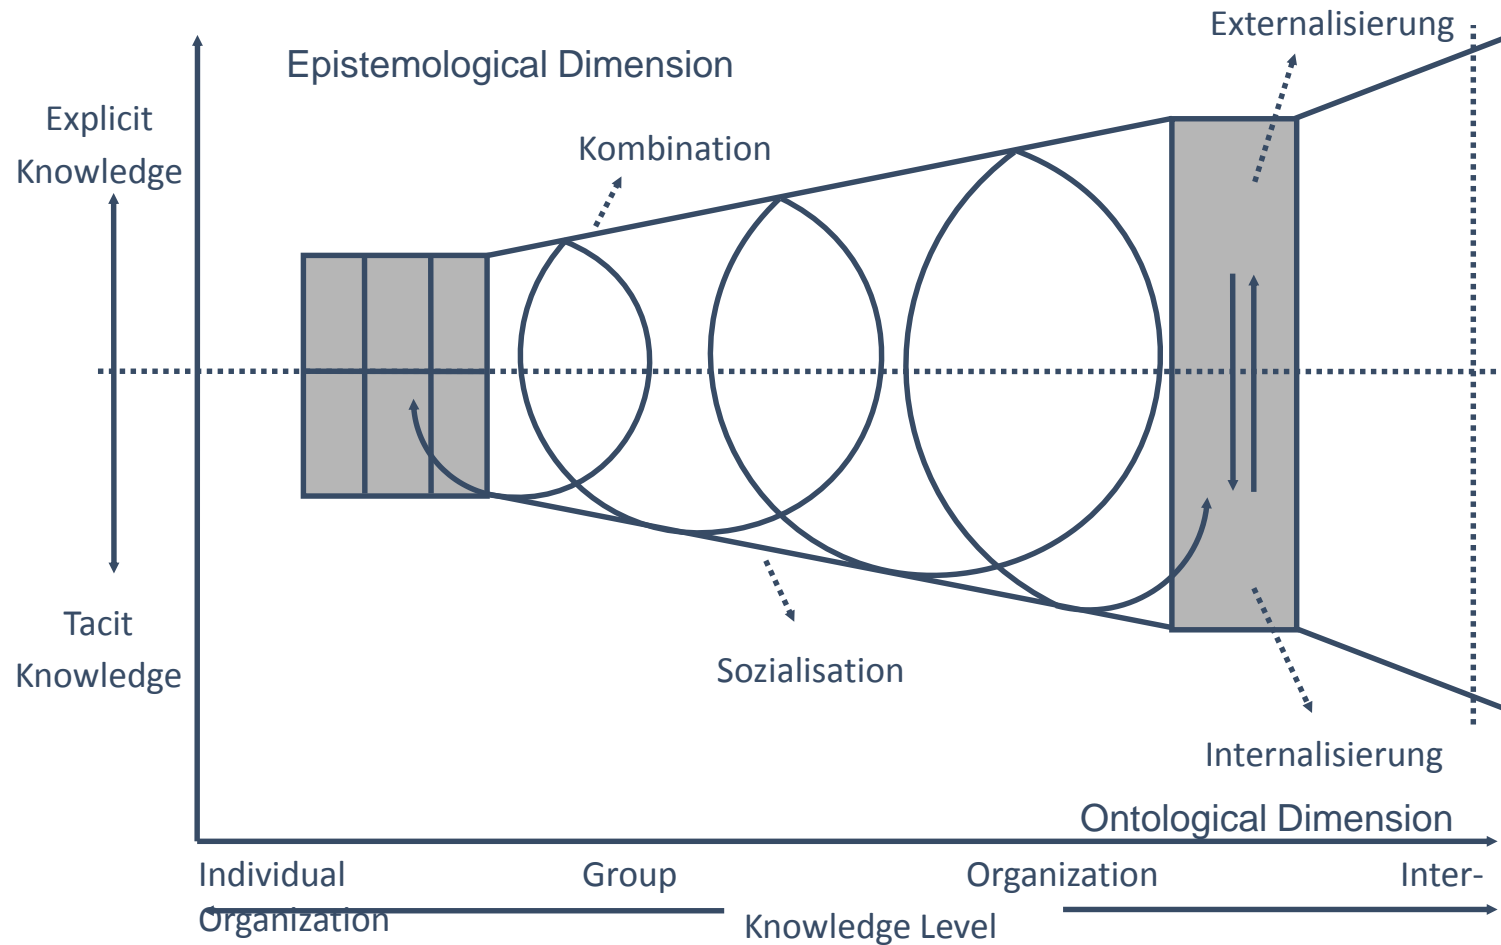 Externalisierung
Epistemological Dimension
Explicit
Knowledge
Kombination
Tacit
Knowledge
Sozialisation
Internalisierung
Ontological Dimension
Individual Group Organization Inter-
Organization
Knowledge Level